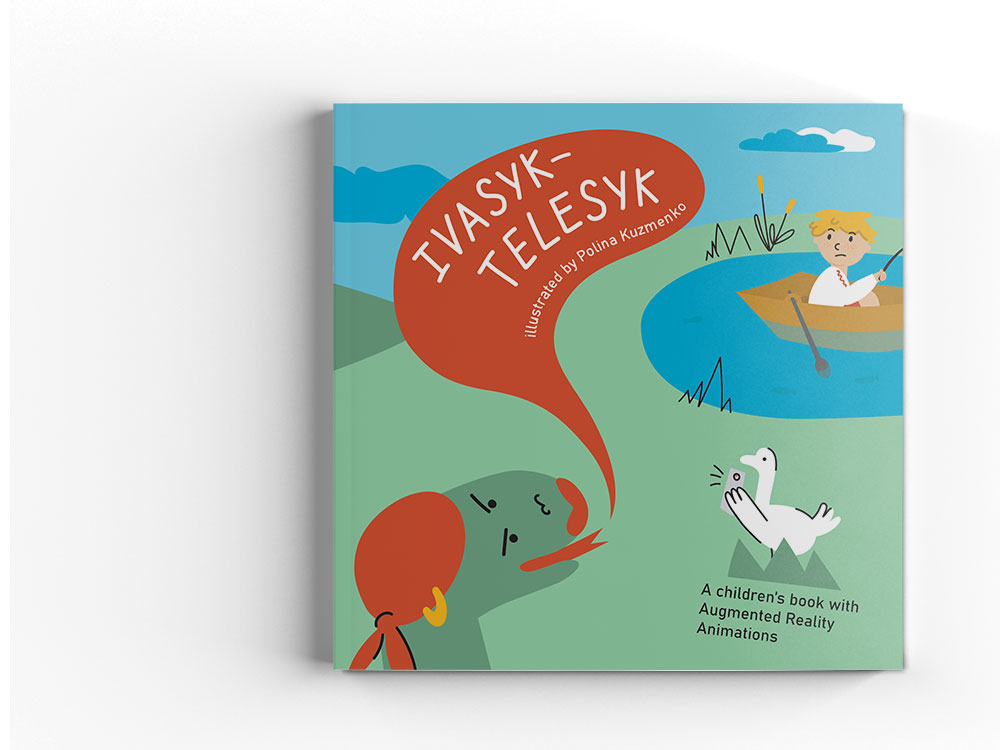 IVASYK-
TELESYK
illustrated by Polina Kuzmenko
A children's book with
Augmented Reality
Animations